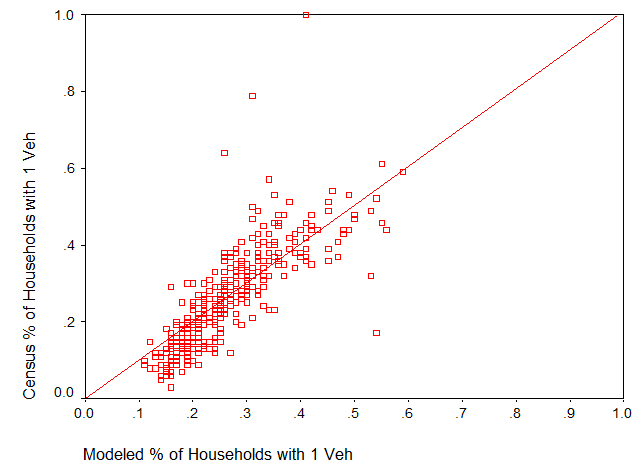 Census % of Households with 1 Veh
1.0
.8
.6
.4
.2
0.0
0.0 .1 .2 .3 .4 .5 .6 .7 .8 .9 1.0
Modeled % of Households with 1 Veh